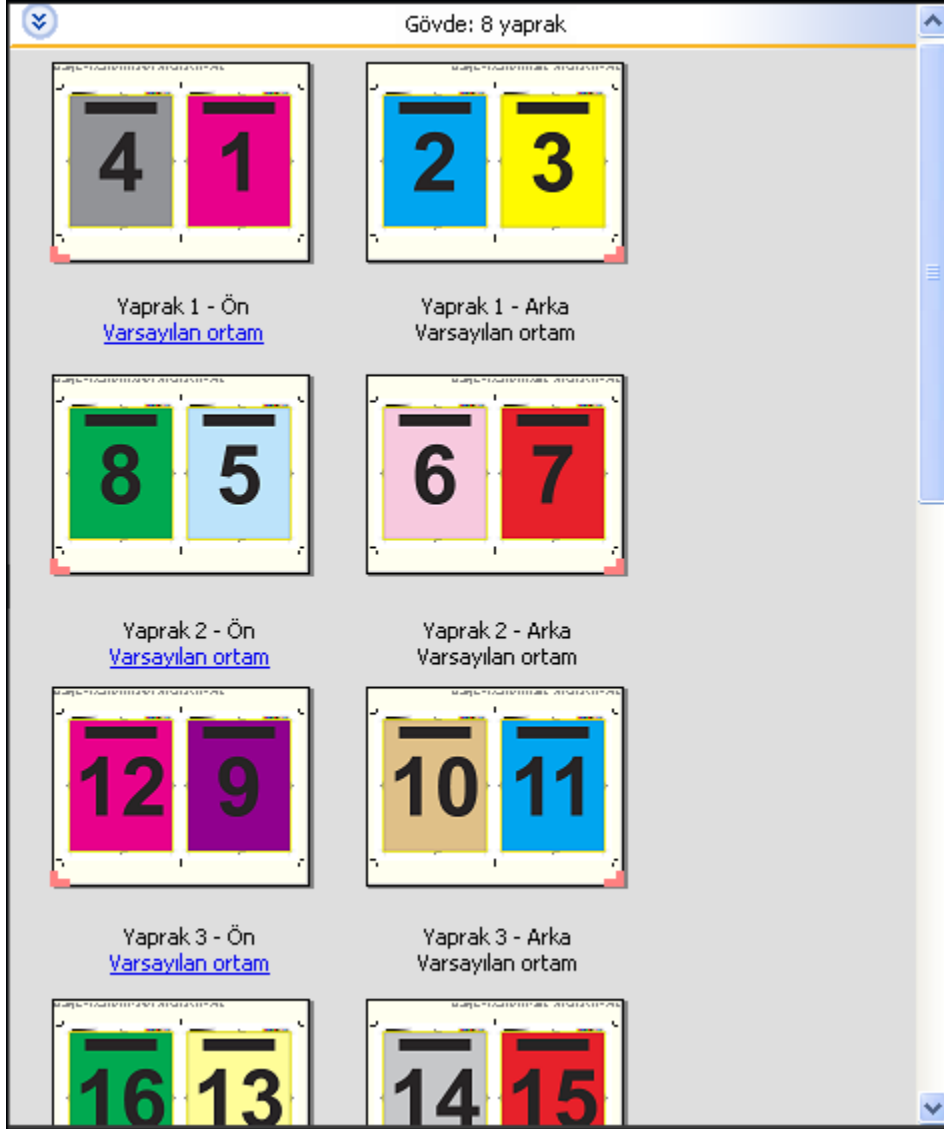 Gövde: 8 yaprak
4 1 2 3
Yaprak 1 - Ön Yaprak 1 - Arka
Varsayılan ortam Varsayılan ortam
8 5 6 7
Yaprak 2 - Ön Yaprak 2 - Arka
Varsayılan ortam Varsayılan ortam
12 9 10 11
Yaprak 3 - Ön Yaprak 3 - Arka
Varsayılan ortam Varsayılan ortam
16 13 14 15